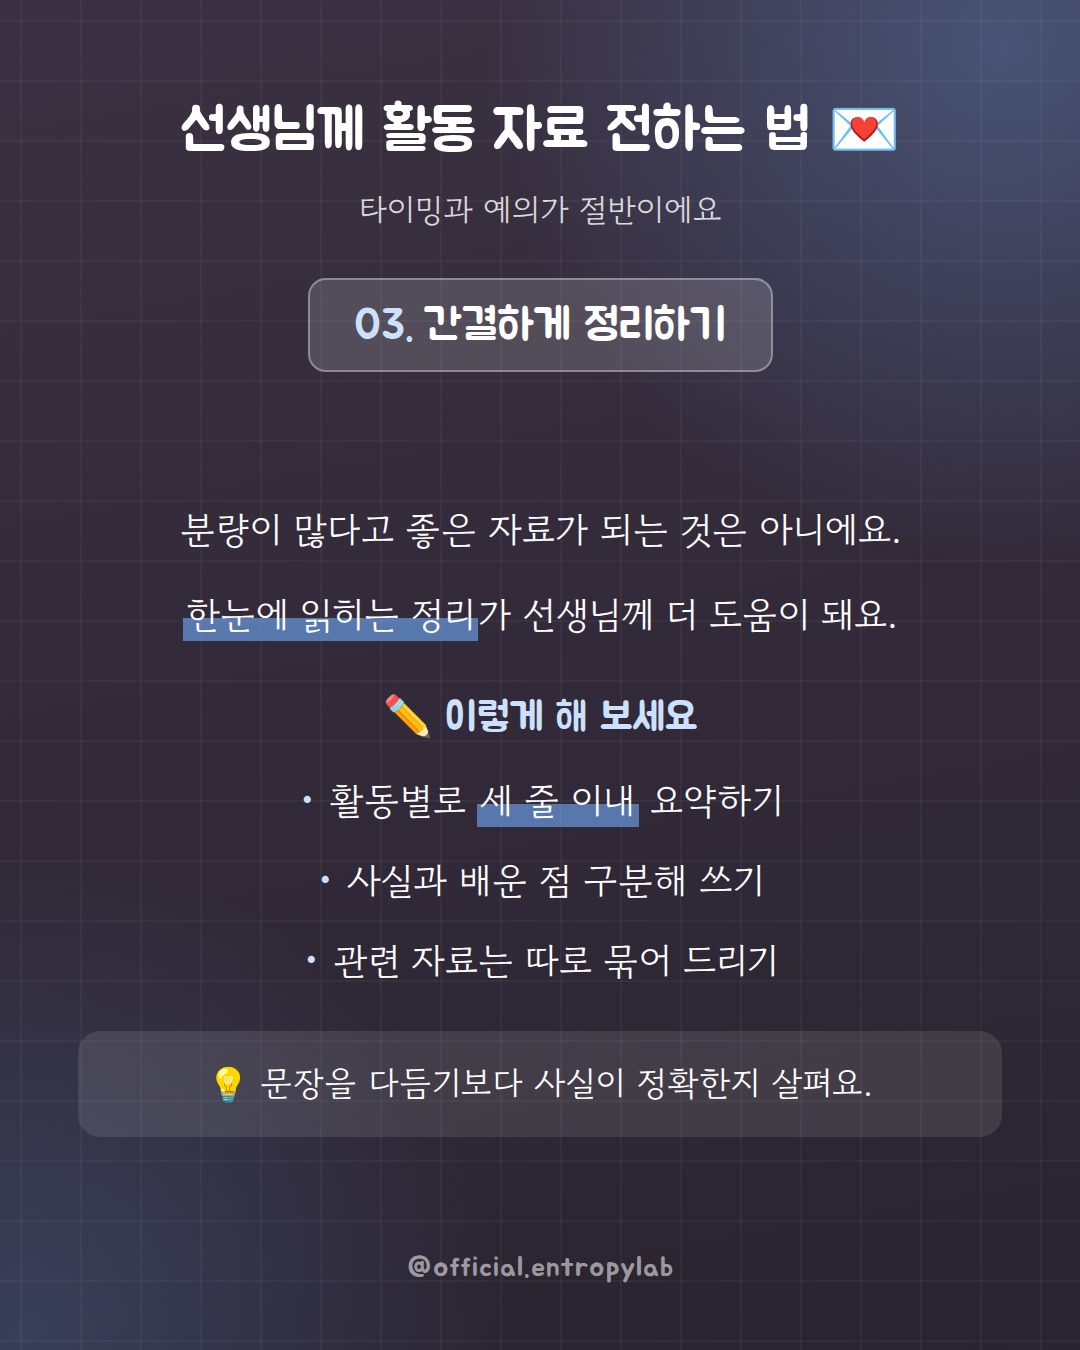 선생님께 활동 자료 전하는 법 💌
타이밍과 예의가 절반이에요
03. 간결하게 정리하기
분량이 많다고 좋은 자료가 되는 것은 아니에요.
한눈에 읽히는 정리가 선생님께 더 도움이 돼요.
✏️ 이렇게 해 보세요
• 활동별로 세 줄 이내 요약하기
• 사실과 배운 점 구분해 쓰기
• 관련 자료는 따로 묶어 드리기
💡 문장을 다듬기보다 사실이 정확한지 살펴요.
@official.entropylab